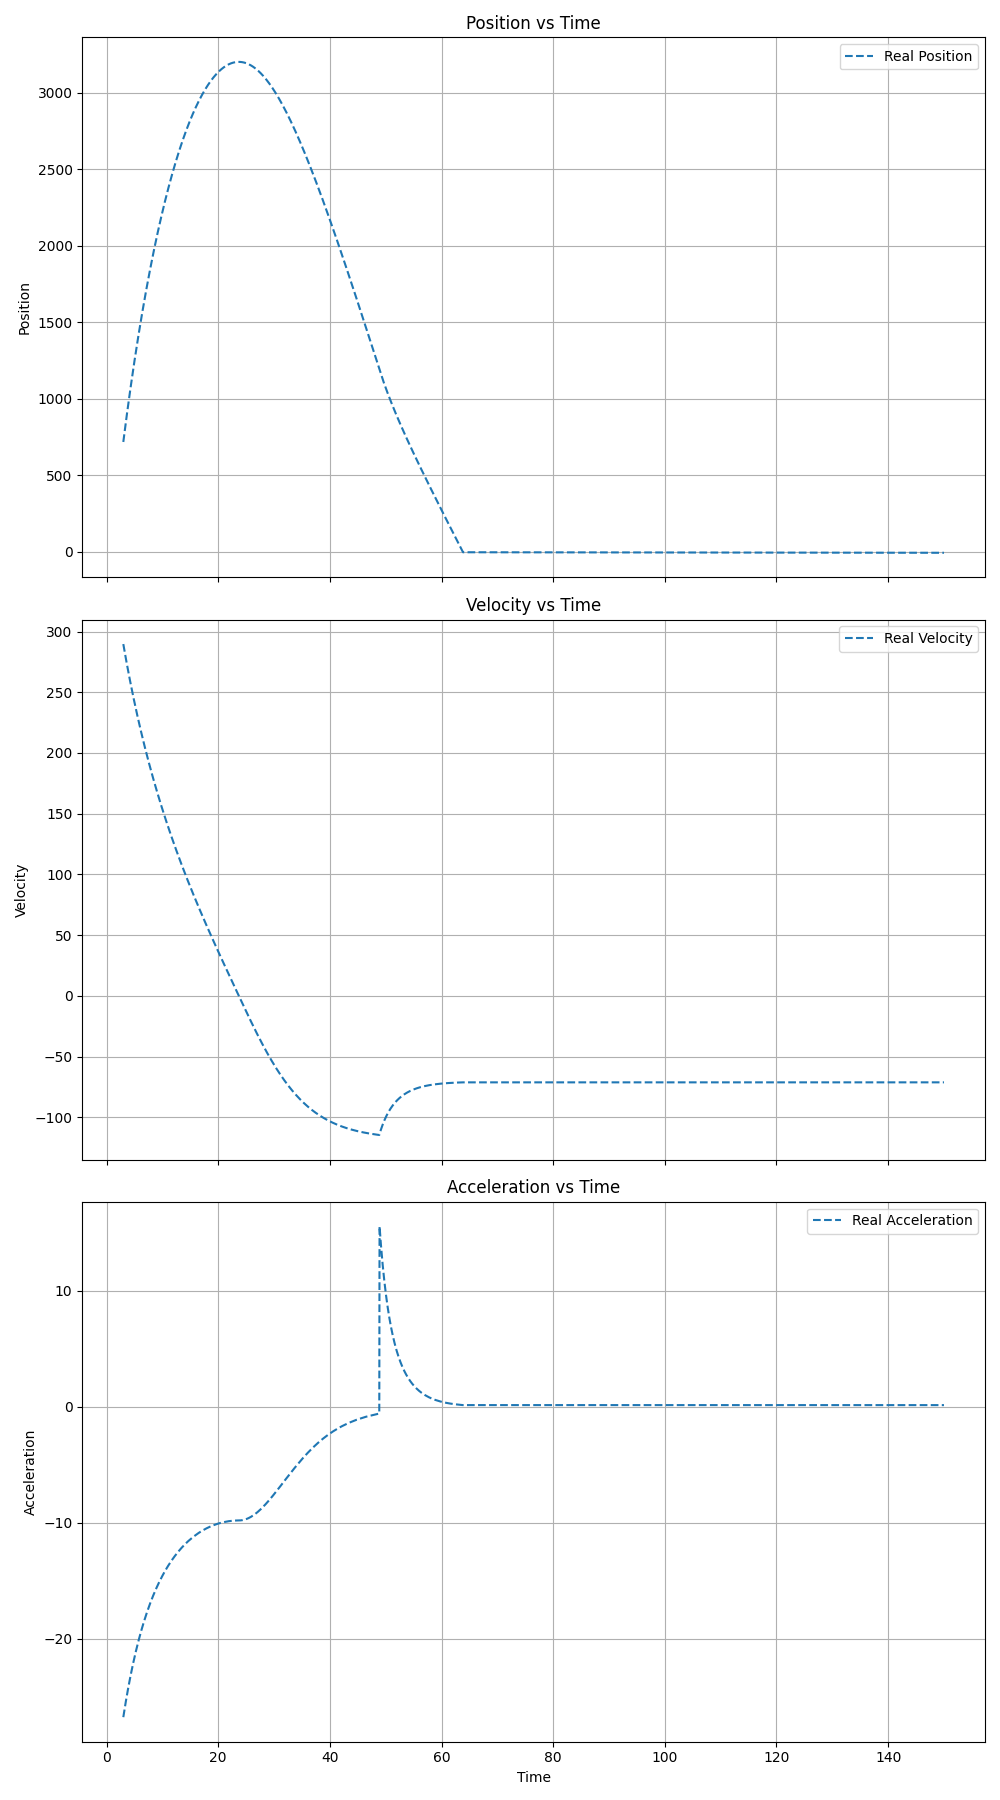 Position vs Time
Real Position
3000
2500
2000
1500
1000
500
0
Position
Velocity vs Time
Real Velocity
300
250
200
150
100
50
0
−50
−100
Velocity
Acceleration vs Time
Real Acceleration
10
0
−10
−20
Acceleration
0 20 40 60 80 100 120 140
Time